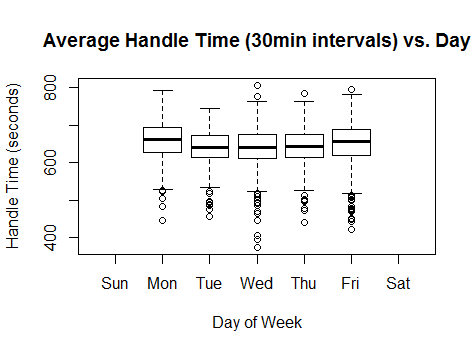 Average Handle Time (30min intervals) vs. Day
Handle Time (seconds)
800
600
400
Sun Mon Tue Wed Thu Fri Sat
Day of Week